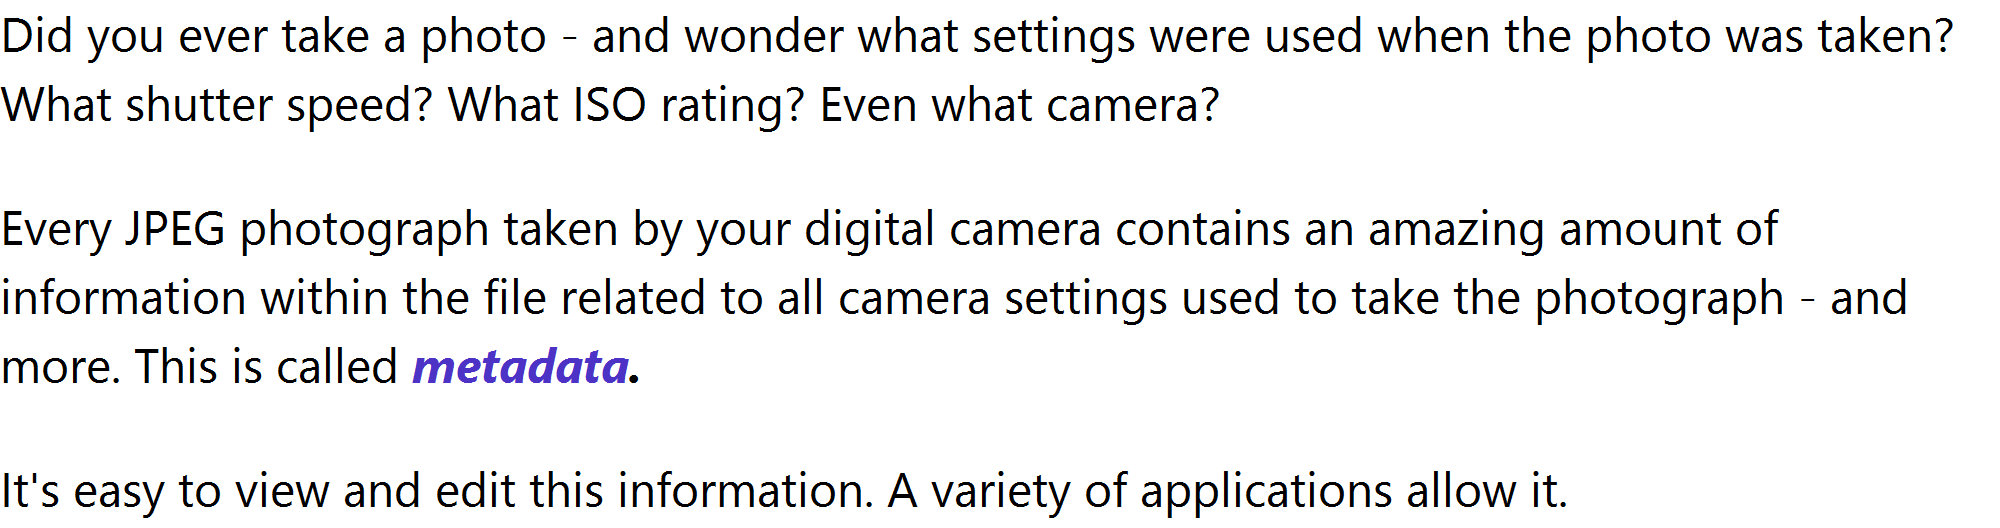 Did you ever take a photo - and wonder what settings were used when the photo was taken?
What shutter speed? What ISO rating? Even what camera?
Every JPEG photograph taken by your digital camera contains an amazing amount of
information within the file related to all camera settings used to take the photograph - and
more. This is called metadata.
It's easy to view and edit this information. A variety of applications allow it.